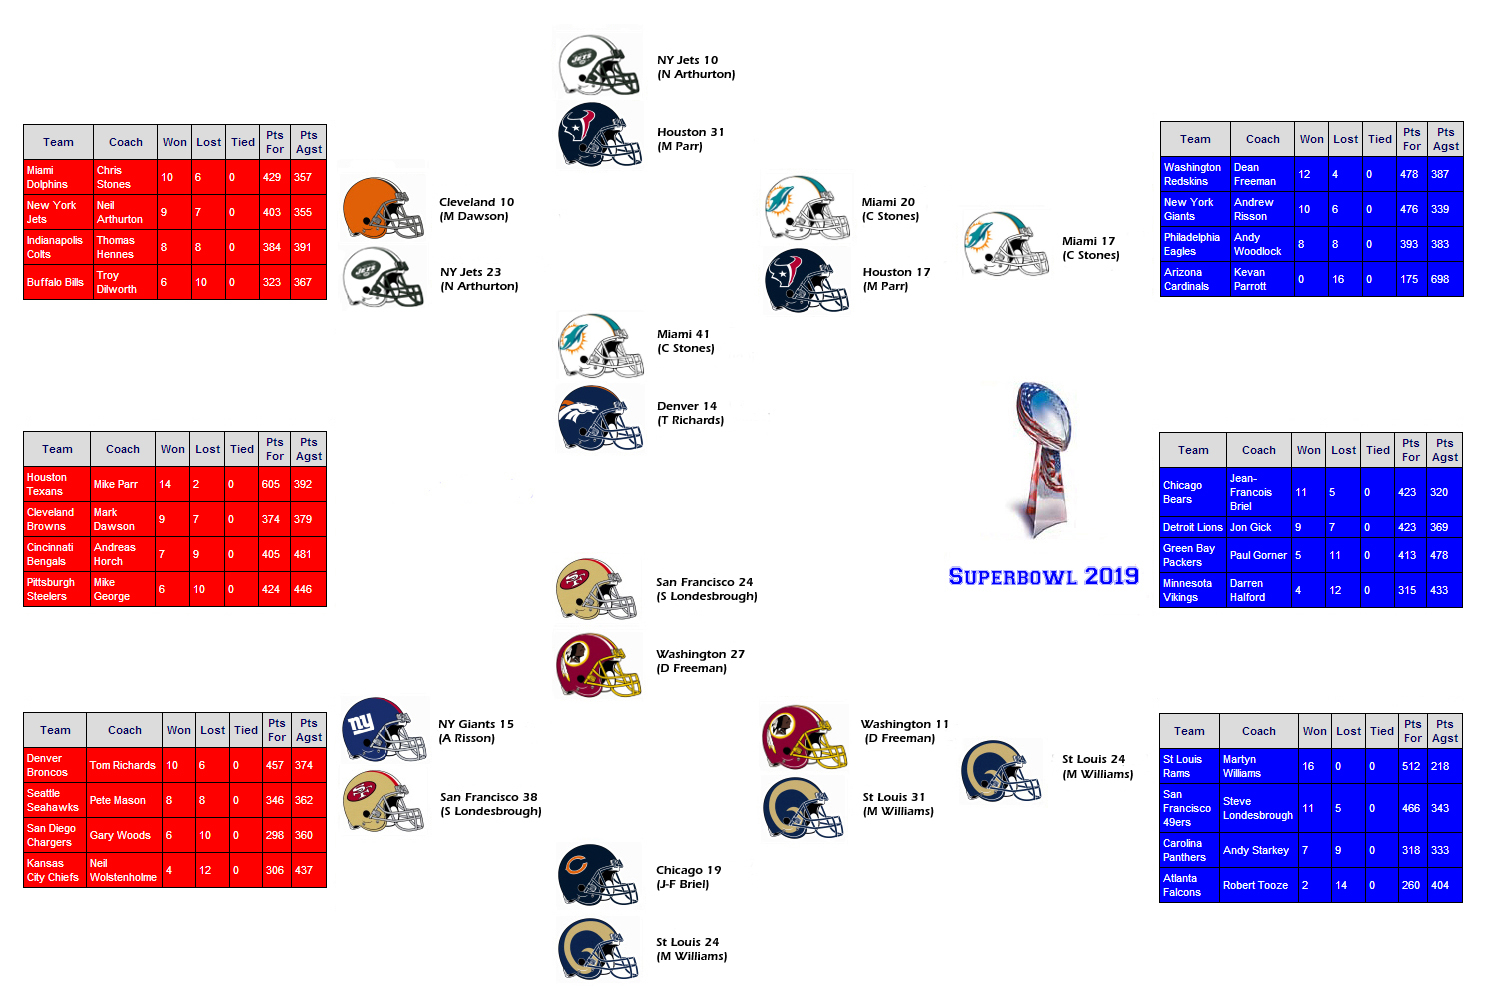 NY Jets 10
(N Arthurton)
Houston 31
(M Parr)
Team Coach Won Lost Tied Pts For Pts Agst
Miami Dolphins Chris Stones 10 6 0 429 357
New York Jets Neil Arthurton 9 7 0 403 355
Indianapolis Colts Thomas Hennes 8 8 0 384 391
Buffalo Bills Troy Dilworth 6 10 0 323 367
Cleveland 10
(M Dawson)
NY Jets 23
(N Arthurton)
Miami 20
(C Stones)
Houston 17
(M Parr)
Miami 17
(C Stones)
Team Coach Won Lost Tied Pts For Pts Agst
Washington Redskins Dean Freeman 12 4 0 478 387
New York Giants Andrew Risson 10 6 0 476 339
Philadelphia Eagles Andy Woodlock 8 8 0 393 383
Arizona Cardinals Kevan Parrott 0 16 0 175 698
Miami 41
(C Stones)
Denver 14
(T Richards)
Team Coach Won Lost Tied Pts For Pts Agst
Houston Texans Mike Parr 14 2 0 605 392
Cleveland Browns Mark Dawson 9 7 0 374 379
Cincinnati Bengals Andreas Horch 7 9 0 405 481
Pittsburgh Steelers Mike George 6 10 0 424 446
Superbowl 2019
Team Coach Won Lost Tied Pts For Pts Agst
Chicago Bears Jean-Francois Briel 11 5 0 423 320
Detroit Lions Jon Gick 9 7 0 423 369
Green Bay Packers Paul Gorner 5 11 0 413 478
Minnesota Vikings Darren Halford 4 12 0 315 433
San Francisco 24
(S Londesbrough)
Washington 27
(D Freeman)
Team Coach Won Lost Tied Pts For Pts Agst
Denver Broncos Tom Richards 10 6 0 457 374
Seattle Seahawks Pete Mason 8 8 0 346 362
San Diego Chargers Gary Woods 6 10 0 298 360
Kansas City Chiefs Neil Wolstenholme 4 12 0 306 437
NY Giants 15
(A Risson)
San Francisco 38
(S Londesbrough)
Washington 11
(D Freeman)
St Louis 31
(M Williams)
St Louis 24
(M Williams)
Team Coach Won Lost Tied Pts For Pts Agst
St Louis Rams Martyn Williams 16 0 0 512 218
San Francisco 49ers Steve Londesbrough 11 5 0 466 343
Carolina Panthers Andy Starkey 7 9 0 318 333
Atlanta Falcons Robert Tooze 2 14 0 260 404
Chicago 19
(J-F Briel)
St Louis 24
(M Williams)